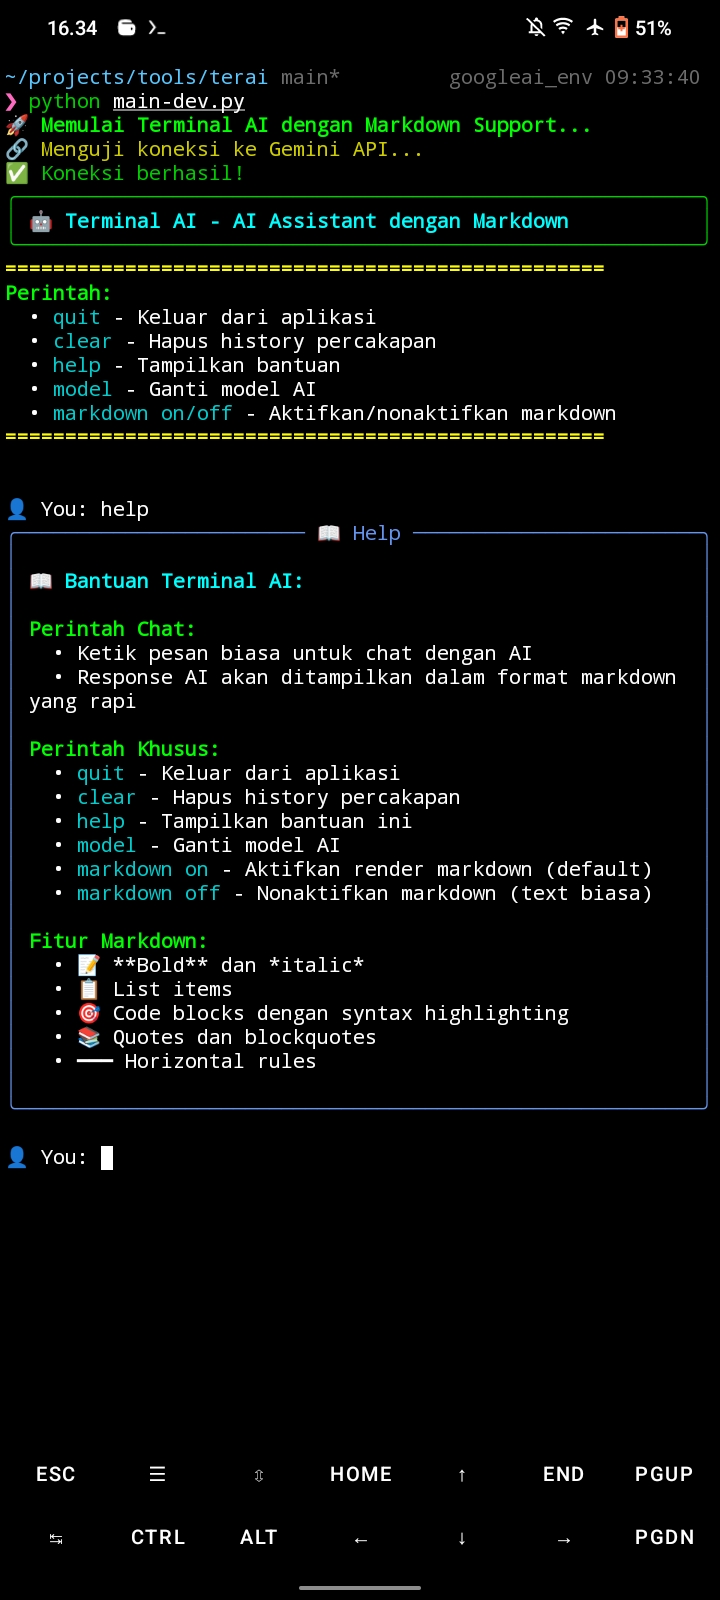 16.34 51%
~/projects/tools/terai main* googleai_env 09:33:40
❯ python main-dev.py
🚀 Memulai Terminal AI dengan Markdown Support...
🔗 Menguji koneksi ke Gemini API...
✅ Koneksi berhasil!
🤖 Terminal AI - AI Assistant dengan Markdown
==================================================
Perintah:
• quit - Keluar dari aplikasi
• clear - Hapus history percakapan
• help - Tampilkan bantuan
• model - Ganti model AI
• markdown on/off - Aktifkan/nonaktifkan markdown
==================================================
👤 You: help
📖 Help
📖 Bantuan Terminal AI:
Perintah Chat:
• Ketik pesan biasa untuk chat dengan AI
• Response AI akan ditampilkan dalam format markdown
yang rapi
Perintah Khusus:
• quit - Keluar dari aplikasi
• clear - Hapus history percakapan
• help - Tampilkan bantuan ini
• model - Ganti model AI
• markdown on - Aktifkan render markdown (default)
• markdown off - Nonaktifkan markdown (text biasa)
Fitur Markdown:
• 📝 **Bold** dan *italic*
• 📋 List items
• 🎯 Code blocks dengan syntax highlighting
• 📚 Quotes dan blockquotes
• ━━━ Horizontal rules
👤 You:
ESC ☰ ⇳ HOME ↑ END PGUP
↹ CTRL ALT ← ↓ → PGDN